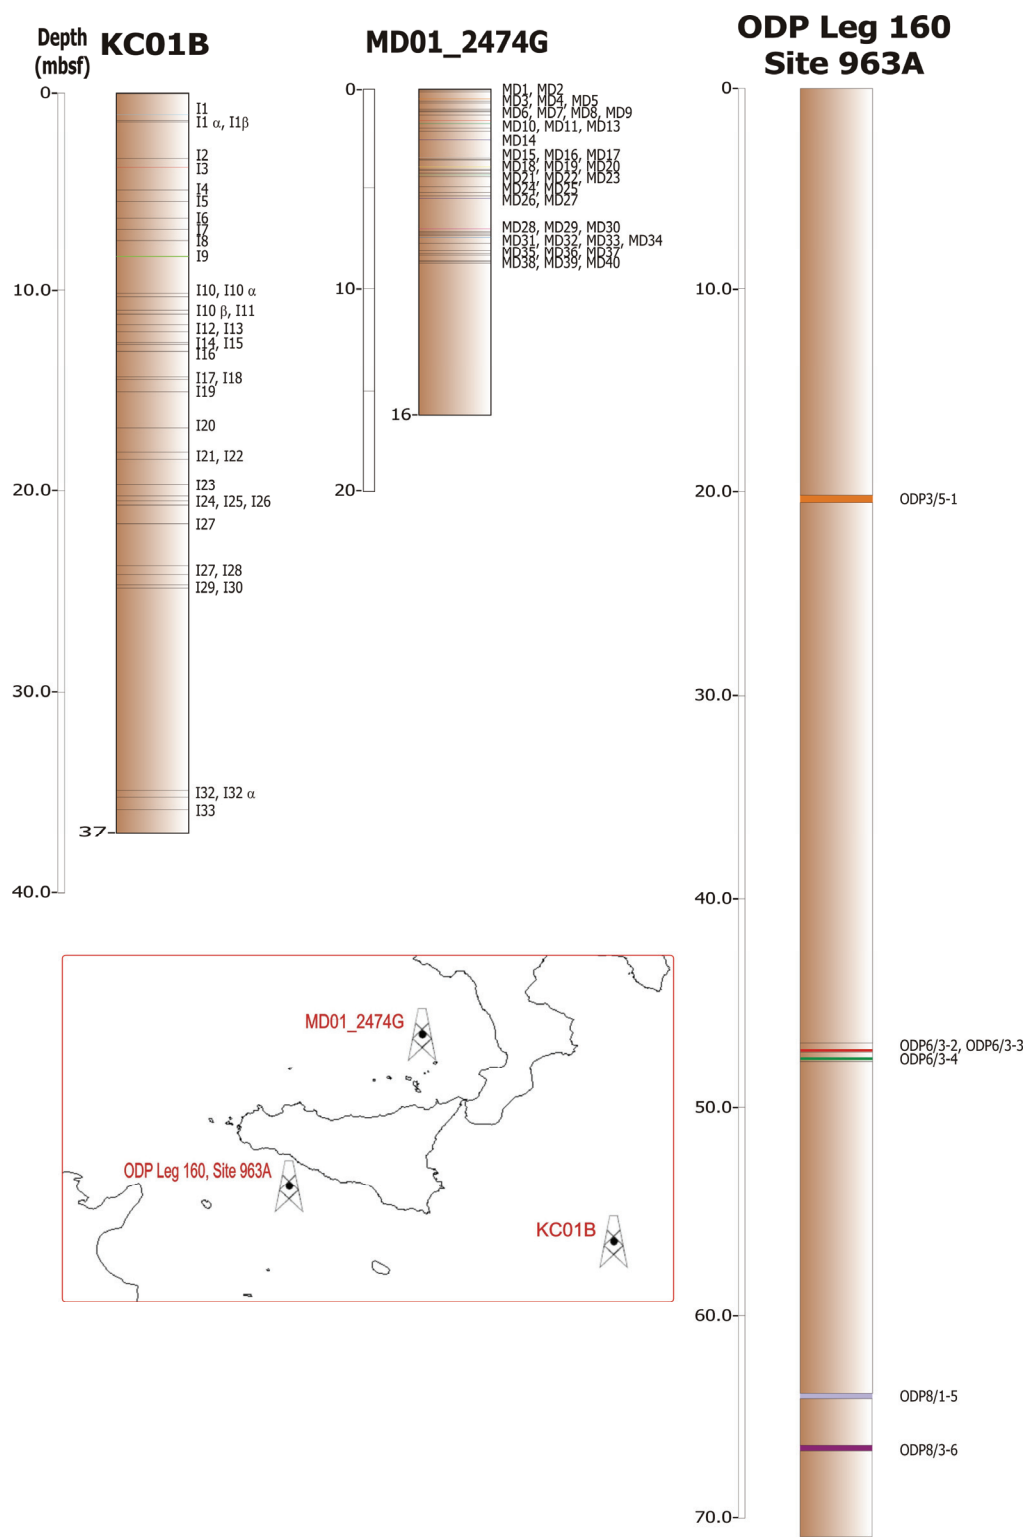 Depth
(mbsf)
KC01B
0
I1
I1 α, I1β
I2
I3
I4
I5
I6
I7
I8
I9
10.0
I10, I10 α
I10 β, I11
I12, I13
I14, I15
I16
I17, I18
I19
I20
I21, I22
20.0
I23
I24, I25, I26
I27
I27, I28
I29, I30
30.0
I32, I32 α
I33
37
40.0
MD01_2474G
0
MD1, MD2
MD3, MD4, MD5
MD6, MD7, MD8, MD9
MD10, MD11, MD13
MD14
MD15, MD16, MD17
MD18, MD19, MD20
MD21, MD22, MD23
MD24, MD25
MD26, MD27
MD28, MD29, MD30
MD31, MD32, MD33, MD34
MD35, MD36, MD37
MD38, MD39, MD40
10
16
20
ODP Leg 160
Site 963A
0
10.0
20.0
ODP3/5-1
30.0
40.0
ODP6/3-2, ODP6/3-3
ODP6/3-4
50.0
60.0
ODP8/1-5
ODP8/3-6
70.0
MD01_2474G
ODP Leg 160, Site 963A
KC01B